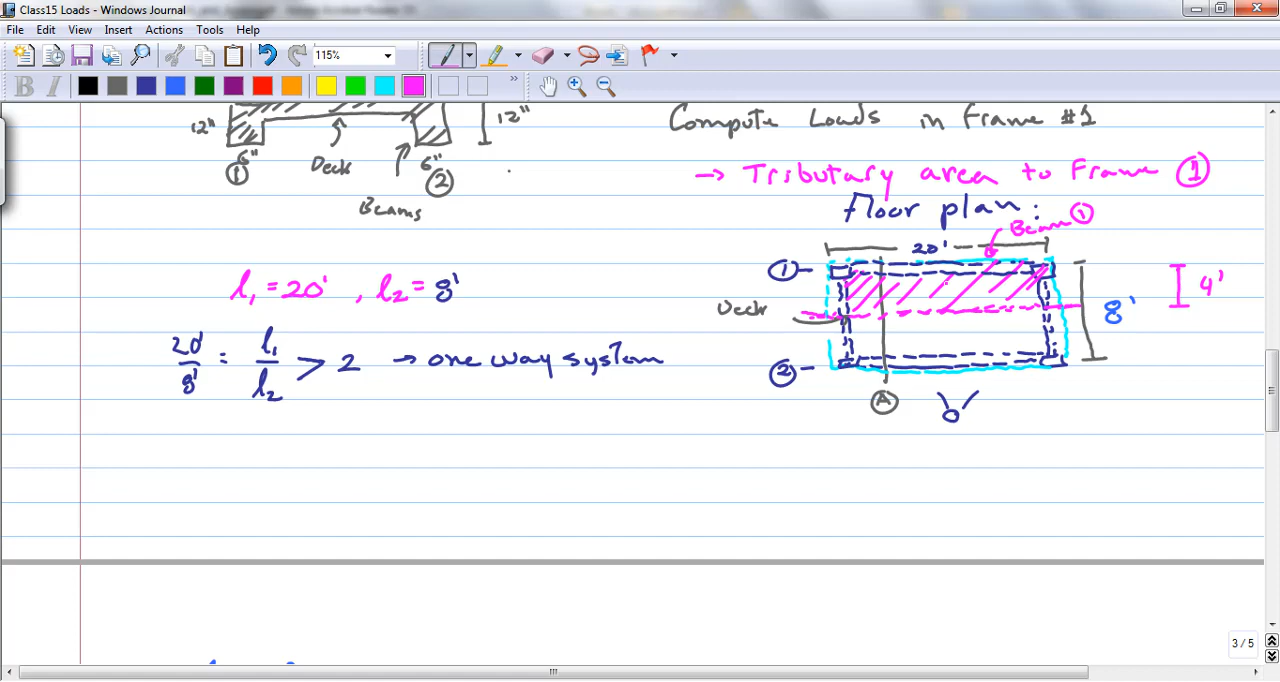 Class15 Loads - Windows Journal
File Edit View Insert Actions Tools Help
115%
B I
12" 12"
6" Deck 6"
① ②
Beams
Compute Loads in Frame #1
→ Tributary area to Frame ①
floor plan:
Beam ①
20'
① 4'
Deck 8'
②
A
l1 = 20', l2 = 8'
20'/8' = l1/l2 > 2 → one way system
3 / 5